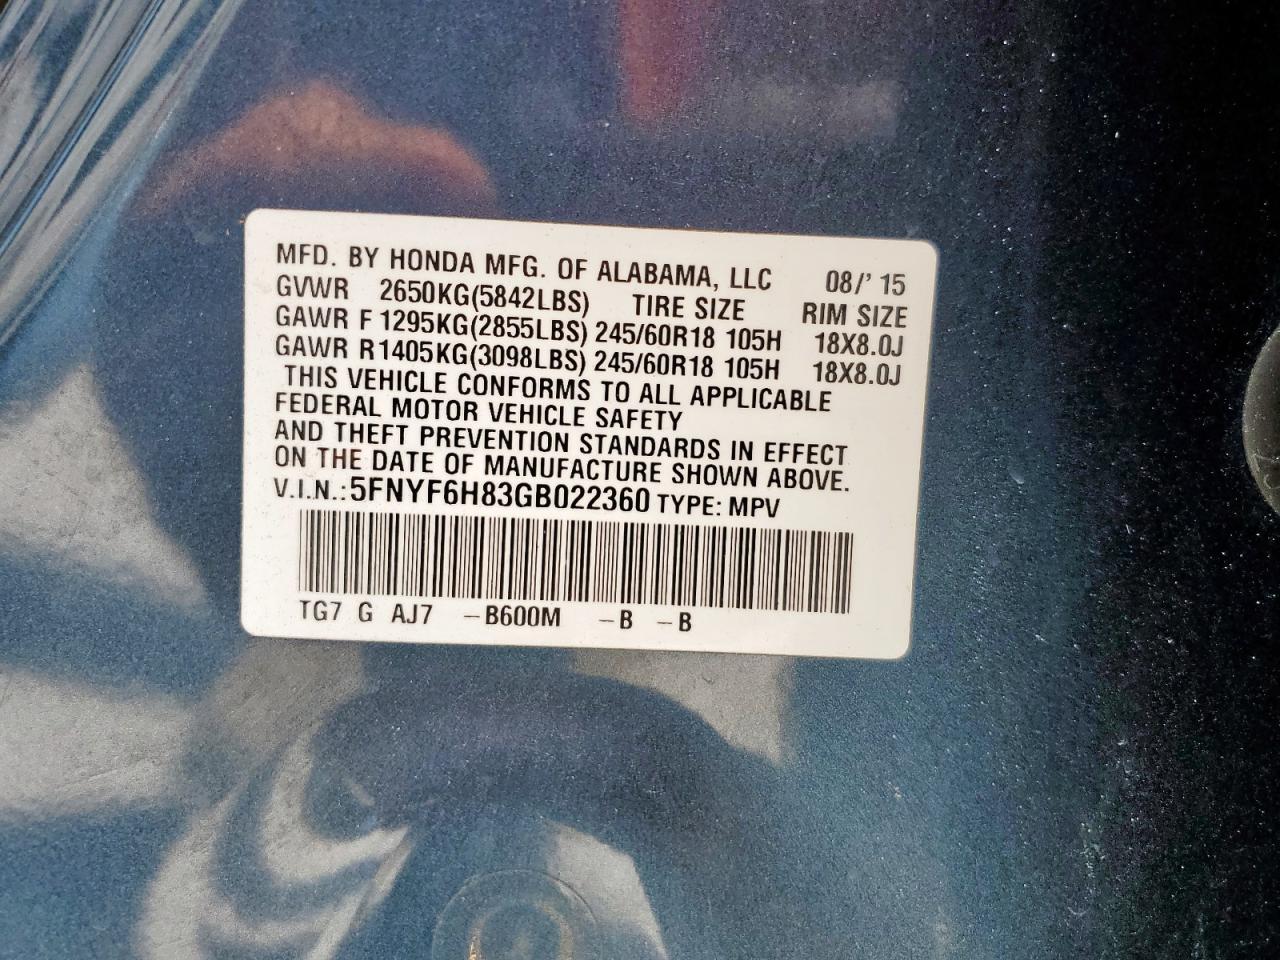 MFD. BY HONDA MFG. OF ALABAMA, LLC 08/' 15
GVWR 2650KG(5842LBS) TIRE SIZE RIM SIZE
GAWR F 1295KG(2855LBS) 245/60R18 105H 18X8.0J
GAWR R1405KG(3098LBS) 245/60R18 105H 18X8.0J
THIS VEHICLE CONFORMS TO ALL APPLICABLE
FEDERAL MOTOR VEHICLE SAFETY
AND THEFT PREVENTION STANDARDS IN EFFECT
ON THE DATE OF MANUFACTURE SHOWN ABOVE.
V.I.N.:5FNYF6H83GB022360 TYPE: MPV
TG7 G AJ7 –B600M –B –B